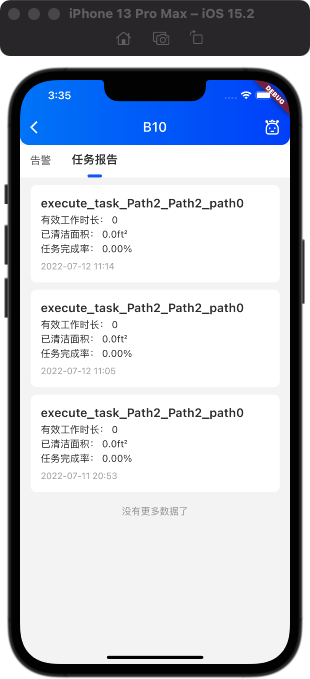 iPhone 13 Pro Max – iOS 15.2
3:35
DEBUG
B10
告警 任务报告
execute_task_Path2_Path2_path0
有效工作时长： 0
已清洁面积： 0.0ft²
任务完成率： 0.00%
2022-07-12 11:14
execute_task_Path2_Path2_path0
有效工作时长： 0
已清洁面积： 0.0ft²
任务完成率： 0.00%
2022-07-12 11:05
execute_task_Path2_Path2_path0
有效工作时长： 0
已清洁面积： 0.0ft²
任务完成率： 0.00%
2022-07-11 20:53
没有更多数据了